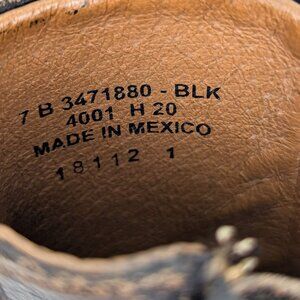 7 B 3471880 - BLK
4001 H 20
MADE IN MEXICO
18112 1